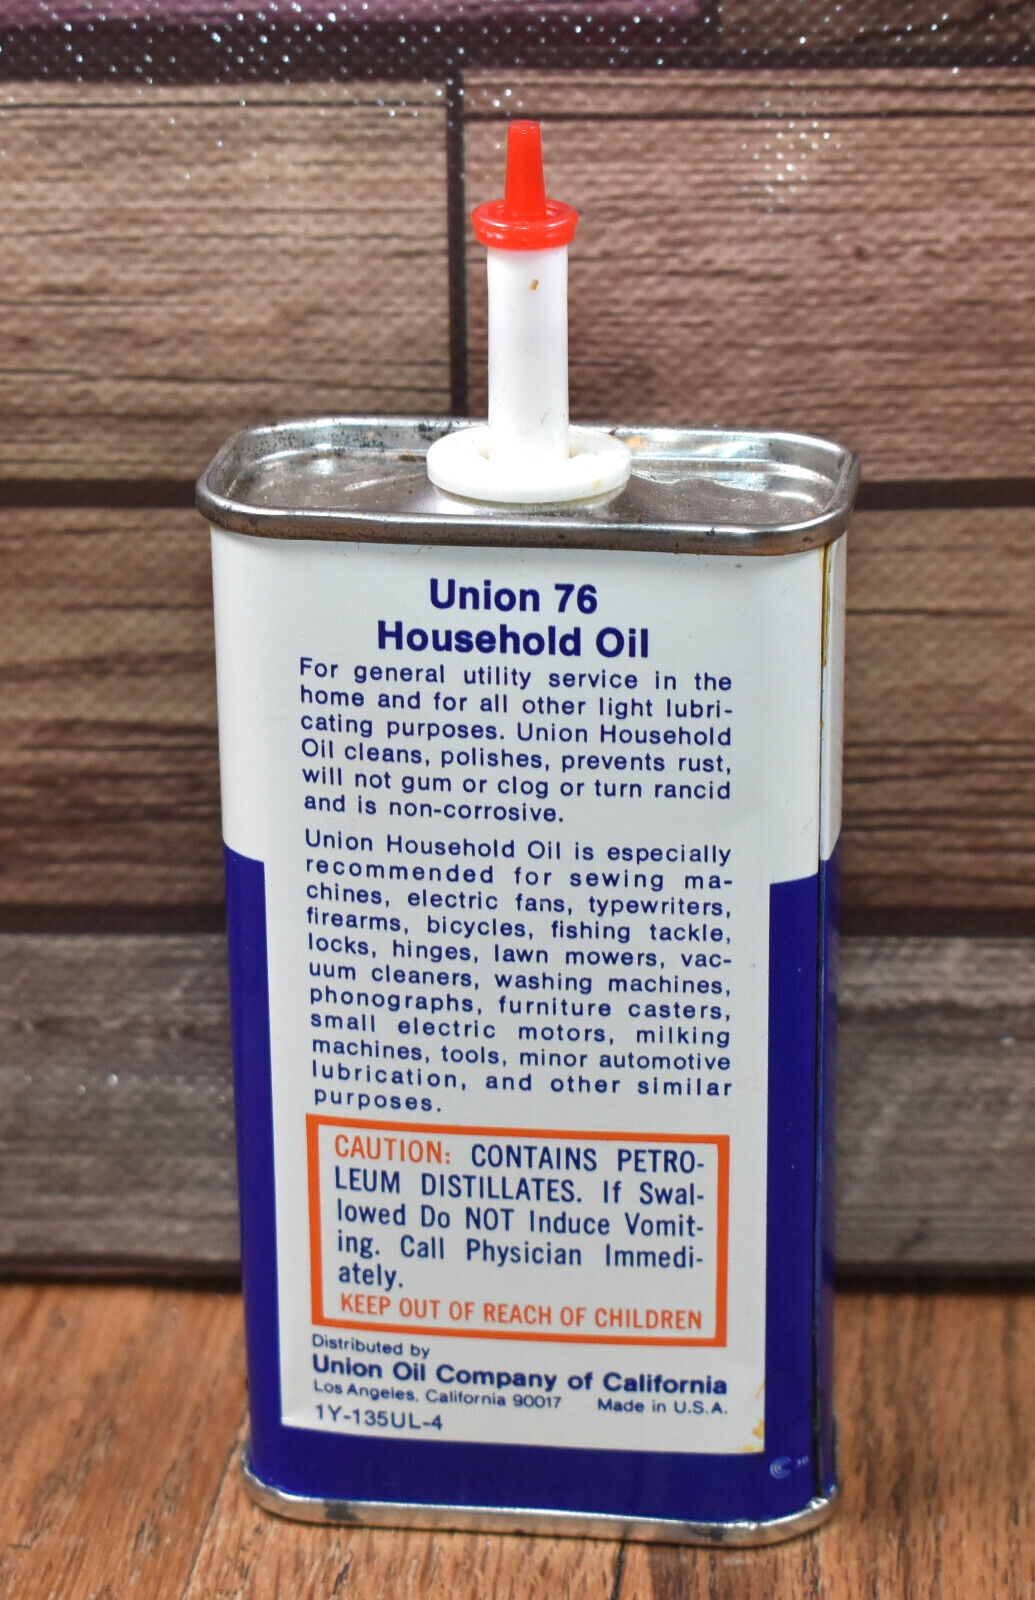 Union 76
Household Oil
For general utility service in the
home and for all other light lubri-
cating purposes. Union Household
Oil cleans, polishes, prevents rust,
will not gum or clog or turn rancid
and is non-corrosive.
Union Household Oil is especially
recommended for sewing ma-
chines, electric fans, typewriters,
firearms, bicycles, fishing tackle,
locks, hinges, lawn mowers, vac-
uum cleaners, washing machines,
phonographs, furniture casters,
small electric motors, milking
machines, tools, minor automotive
lubrication, and other similar
purposes.
CAUTION: CONTAINS PETRO-
LEUM DISTILLATES. If Swal-
lowed Do NOT Induce Vomit-
ing. Call Physician Immedi-
ately.
KEEP OUT OF REACH OF CHILDREN
Distributed by
Union Oil Company of California
Los Angeles, California 90017 Made in U.S.A.
1Y-135UL-4